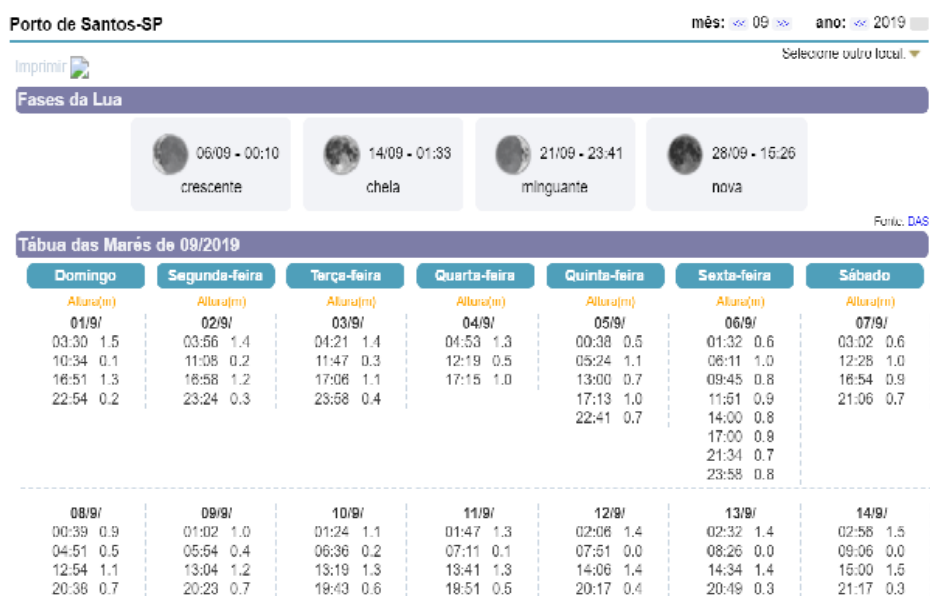 Porto de Santos-SP mês: << 09 >> ano: << 2019
Selecione outro local.
Imprimir
Fases da Lua
06/09 - 00:10 14/09 - 01:33 21/09 - 23:41 28/09 - 15:26
crescente cheia minguante nova
Fonte: DAS
Tábua das Marés de 09/2019
Domingo Segunda-feira Terça-feira Quarta-feira Quinta-feira Sexta-feira Sábado
Altura(m) Altura(m) Altura(m) Altura(m) Altura(m) Altura(m) Altura(m)
01/9/ 02/9/ 03/9/ 04/9/ 05/9/ 06/9/ 07/9/
03:30 1.5 03:56 1.4 04:21 1.4 04:53 1.3 00:38 0.5 01:32 0.6 03:02 0.6
10:34 0.1 11:08 0.2 11:47 0.3 12:19 0.5 05:24 1.1 06:11 1.0 12:28 1.0
16:51 1.3 16:58 1.2 17:06 1.1 17:15 1.0 13:00 0.7 09:45 0.8 16:54 0.9
22:54 0.2 23:24 0.3 23:58 0.4 17:13 1.0 11:51 0.9 21:06 0.7
22:41 0.7 14:00 0.8
17:00 0.9
21:34 0.7
23:58 0.8
08/9/ 09/9/ 10/9/ 11/9/ 12/9/ 13/9/ 14/9/
00:39 0.9 01:02 1.0 01:24 1.1 01:47 1.3 02:06 1.4 02:32 1.4 02:56 1.5
04:51 0.5 05:54 0.4 06:36 0.2 07:11 0.1 07:51 0.0 08:26 0.0 09:06 0.0
12:54 1.1 13:04 1.2 13:19 1.3 13:41 1.3 14:06 1.4 14:34 1.4 15:00 1.5
20:38 0.7 20:23 0.7 19:43 0.6 19:51 0.5 20:17 0.4 20:49 0.3 21:17 0.3